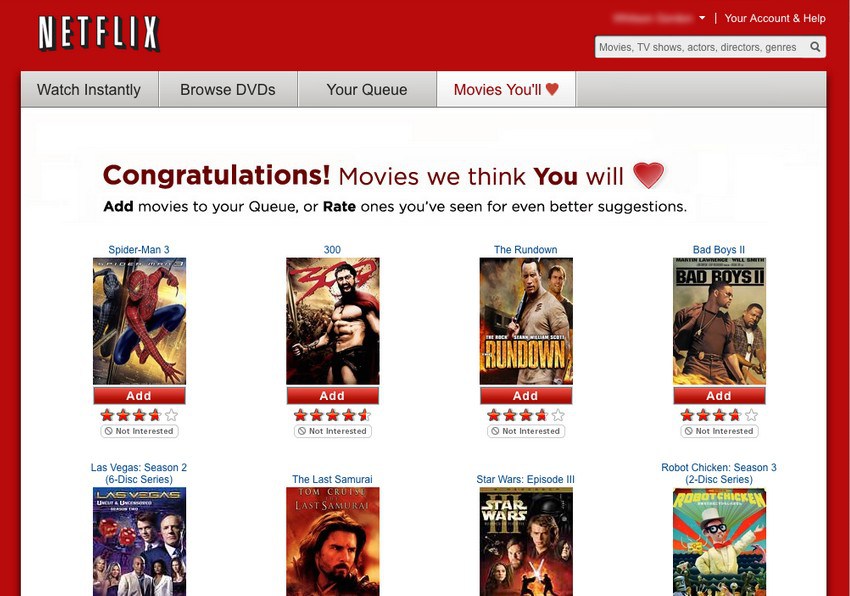 NETFLIX
Your Account & Help
Movies, TV shows, actors, directors, genres
Watch Instantly
Browse DVDs
Your Queue
Movies You'll
Congratulations! Movies we think You will
Add movies to your Queue, or Rate ones you've seen for even better suggestions.
Spider-Man 3
300
The Rundown
Bad Boys II
SPIDER-MAN 3
300
THE ROCK SEANN WILLIAM SCOTT
RUNDOWN
MARTIN LAWRENCE WILL SMITH
BAD BOYS II
Add
Add
Add
Add
Not Interested
Not Interested
Not Interested
Not Interested
Las Vegas: Season 2
(6-Disc Series)
The Last Samurai
Star Wars: Episode III
Robot Chicken: Season 3
(2-Disc Series)
LAS VEGAS
UNCUT & UNCENSORED
SEASON TWO
TOM CRUISE
THE
LAST SAMURAI
STAR WARS
III
ROBOT CHICKEN